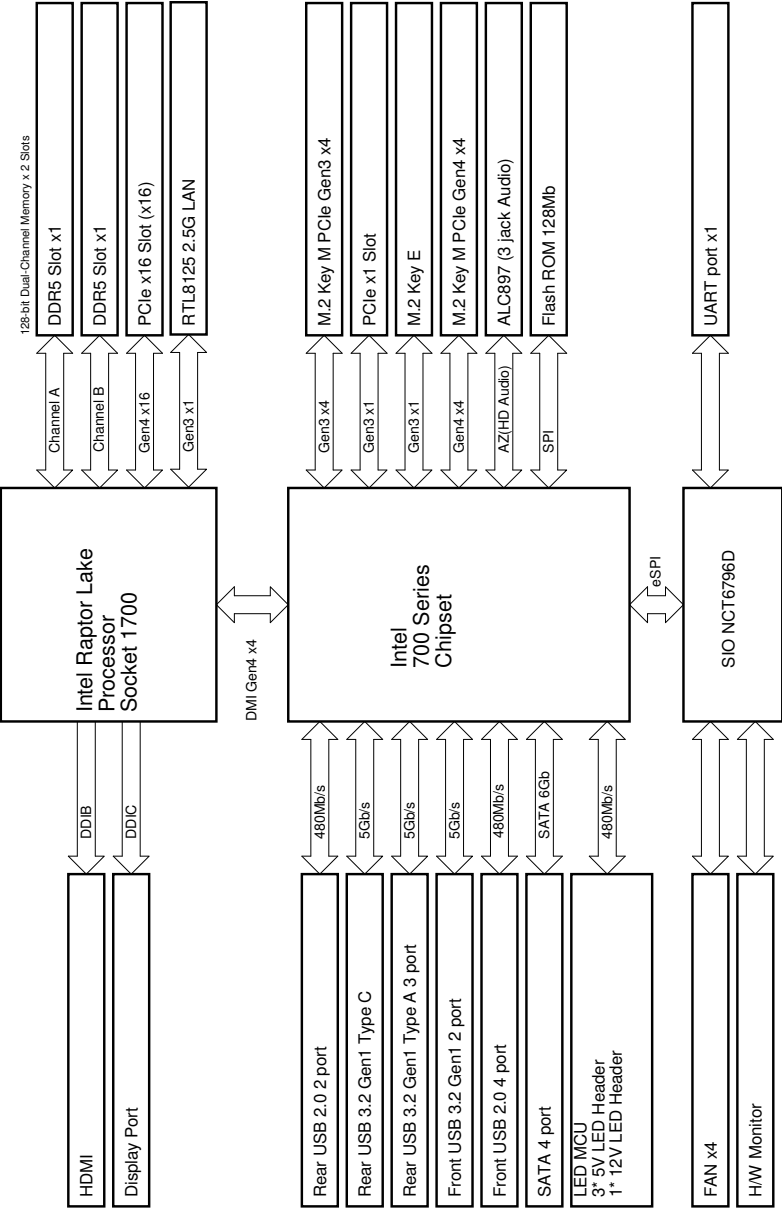 128-bit Dual-Channel Memory x 2 Slots
DDR5 Slot x1
DDR5 Slot x1
PCIe x16 Slot (x16)
RTL8125 2.5G LAN
Channel A
Channel B
Gen4 x16
Gen3 x1
Intel Raptor Lake
Processor
Socket 1700
DDIB
DDIC
HDMI
Display Port
DMI Gen4 x4
M.2 Key M PCIe Gen3 x4
PCIe x1 Slot
M.2 Key E
M.2 Key M PCIe Gen4 x4
ALC897 (3 jack Audio)
Flash ROM 128Mb
Gen3 x4
Gen3 x1
Gen3 x1
Gen4 x4
AZ(HD Audio)
SPI
Intel
700 Series
Chipset
480Mb/s
5Gb/s
5Gb/s
5Gb/s
480Mb/s
SATA 6Gb
480Mb/s
Rear USB 2.0 2 port
Rear USB 3.2 Gen1 Type C
Rear USB 3.2 Gen1 Type A 3 port
Front USB 3.2 Gen1 2 port
Front USB 2.0 4 port
SATA 4 port
LED MCU
3* 5V LED Header
1* 12V LED Header
eSPI
UART port x1
SIO NCT6796D
FAN x4
H/W Monitor